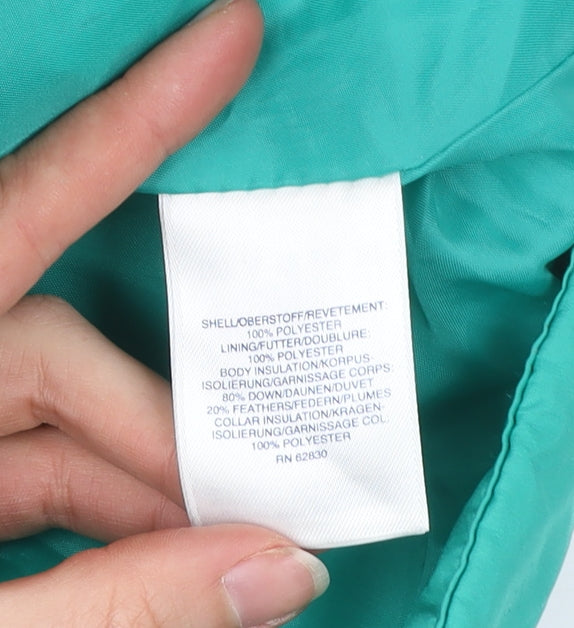 SHELL/OBERSTOFF/REVETEMENT:
100% POLYESTER
LINING/FUTTER/DOUBLURE:
100% POLYESTER
BODY INSULATION/KORPUS-
ISOLIERUNG/GARNISSAGE CORPS:
80% DOWN/DAUNEN/DUVET
20% FEATHERS/FEDERN/PLUMES
COLLAR INSULATION/KRAGEN-
ISOLIERUNG/GARNISSAGE COL:
100% POLYESTER
RN 62830